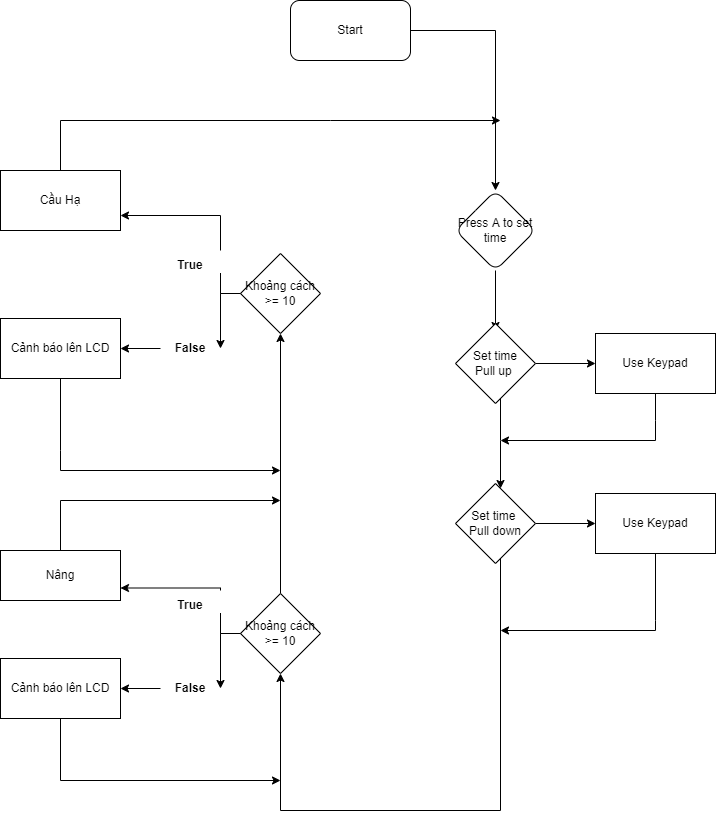 Start
Cầu Hạ
Press A to set
time
True
Khoảng cách
>= 10
Cảnh báo lên LCD
False
Set time
Pull up
Use Keypad
Set time
Pull down
Use Keypad
Nâng
True
Khoảng cách
>= 10
Cảnh báo lên LCD
False